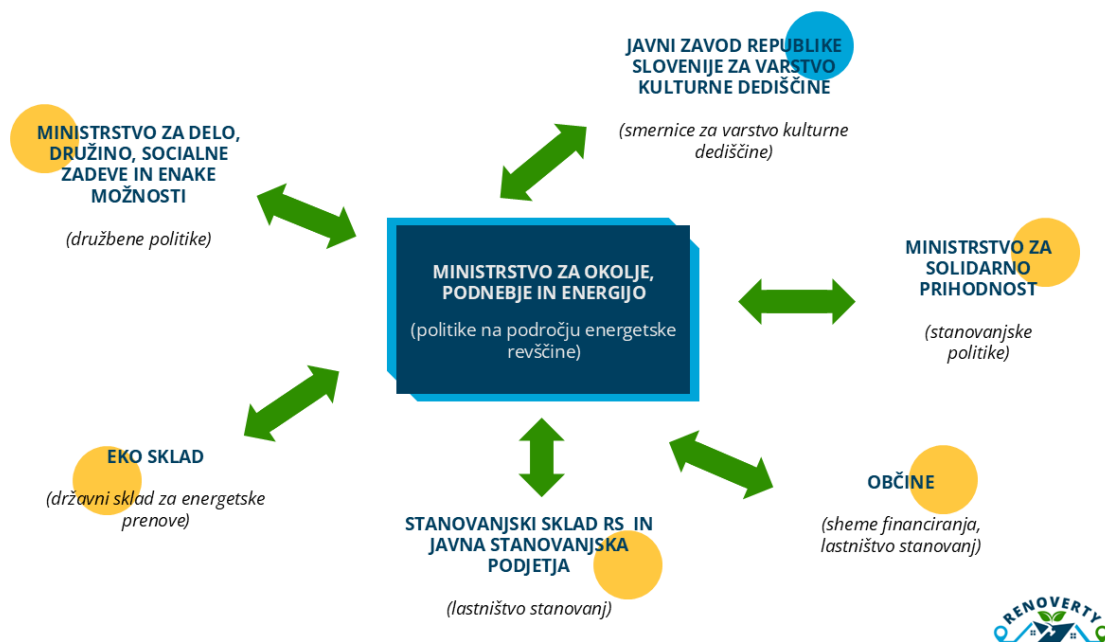 JAVNI ZAVOD REPUBLIKE
SLOVENIJE ZA VARSTVO
KULTURNE DEDIŠČINE
(smernice za varstvo kulturne
dediščine)
MINISTRSTVO ZA DELO,
DRUŽINO, SOCIALNE
ZADEVE IN ENAKE
MOŽNOSTI
(družbene politike)
MINISTRSTVO ZA OKOLJE,
PODNEBJE IN ENERGIJO
(politike na področju energetske
revščine)
MINISTRSTVO ZA
SOLIDARNO
PRIHODNOST
(stanovanjske
politike)
EKO SKLAD
(državni sklad za energetske
prenove)
STANOVANJSKI SKLAD RS IN
JAVNA STANOVANJSKA
PODJETJA
(lastništvo stanovanj)
OBČINE
(sheme financiranja,
lastništvo stanovanj)
RENOVERTY